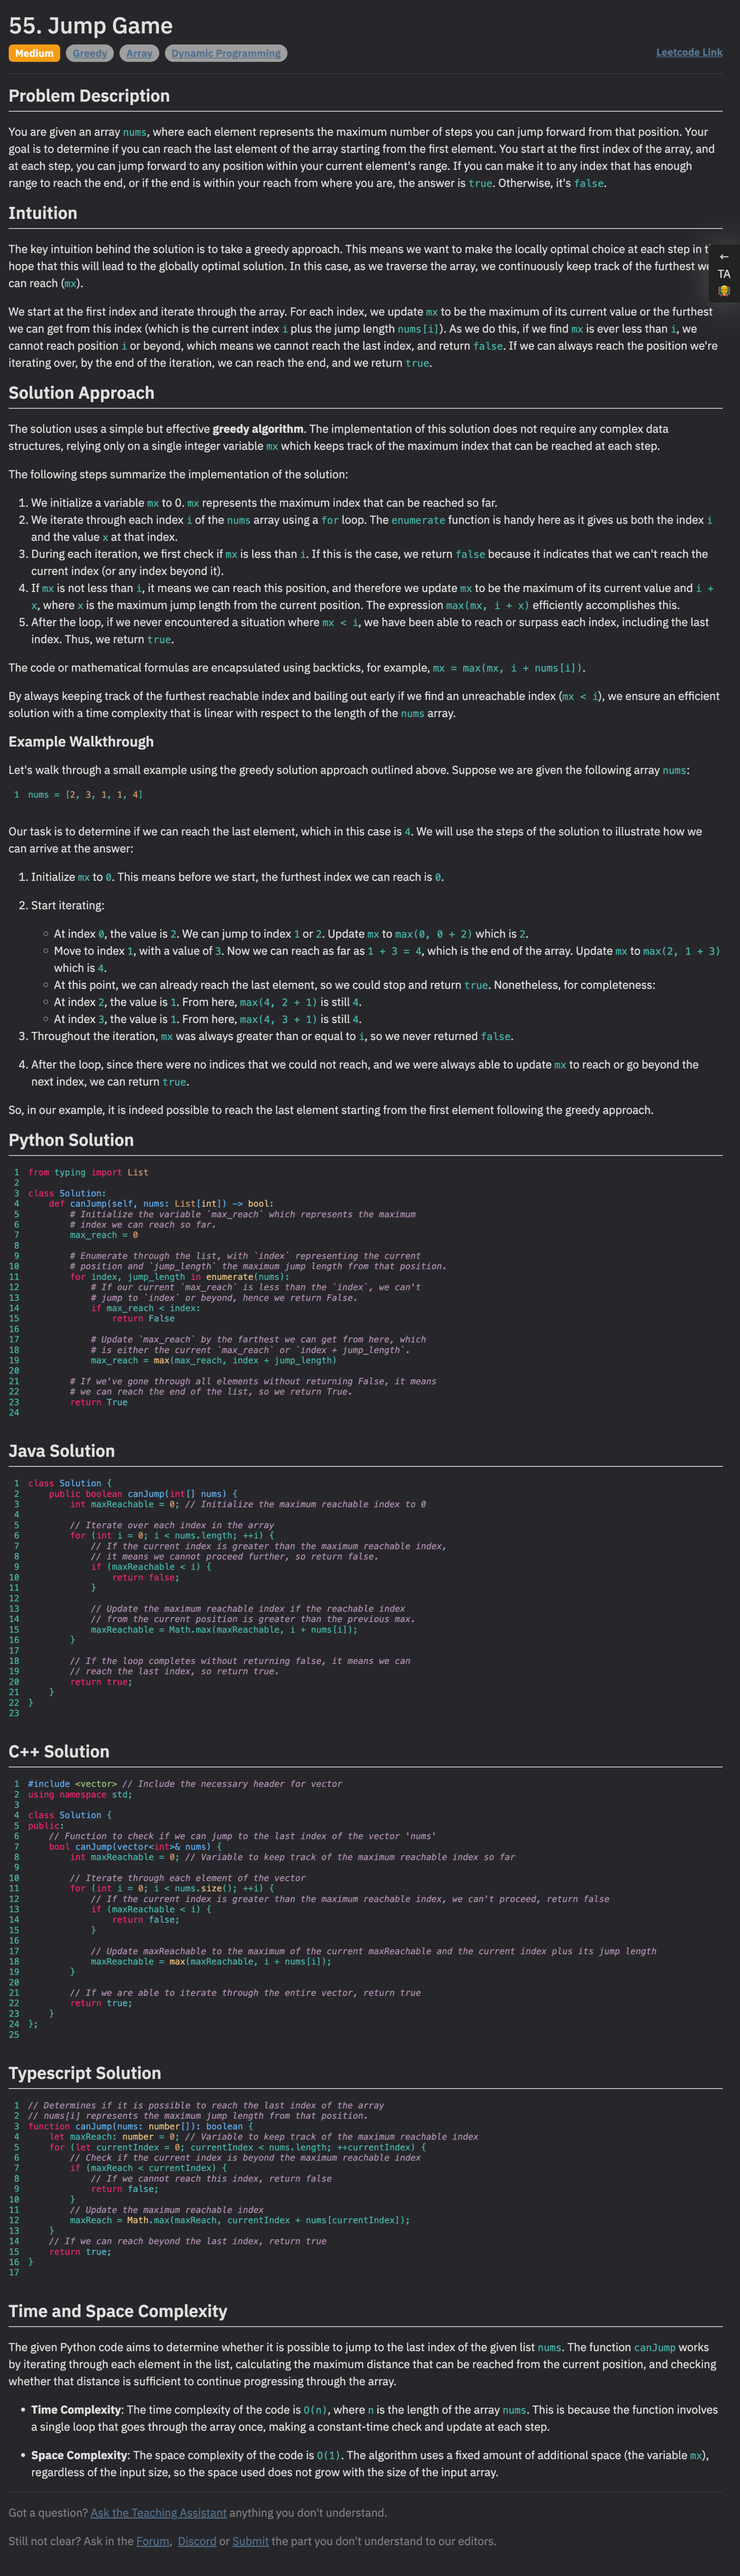 55. Jump Game
Medium Greedy Array Dynamic Programming Leetcode Link
Problem Description
You are given an array nums, where each element represents the maximum number of steps you can jump forward from that position. Your
goal is to determine if you can reach the last element of the array starting from the first element. You start at the first index of the array, and
at each step, you can jump forward to any position within your current element's range. If you can make it to any index that has enough
range to reach the end, or if the end is within your reach from where you are, the answer is true. Otherwise, it's false.
Intuition
The key intuition behind the solution is to take a greedy approach. This means we want to make the locally optimal choice at each step in
hope that this will lead to the globally optimal solution. In this case, as we traverse the array, we continuously keep track of the furthest we
can reach (mx).
←
TA
We start at the first index and iterate through the array. For each index, we update mx to be the maximum of its current value or the furthest
we can get from this index (which is the current index i plus the jump length nums[i]). As we do this, if we find mx is ever less than i, we
cannot reach position i or beyond, which means we cannot reach the last index, and return false. If we can always reach the position we're
iterating over, by the end of the iteration, we can reach the end, and we return true.
Solution Approach
The solution uses a simple but effective greedy algorithm. The implementation of this solution does not require any complex data
structures, relying only on a single integer variable mx which keeps track of the maximum index that can be reached at each step.
The following steps summarize the implementation of the solution:
1. We initialize a variable mx to 0. mx represents the maximum index that can be reached so far.
2. We iterate through each index i of the nums array using a for loop. The enumerate function is handy here as it gives us both the index i
and the value x at that index.
3. During each iteration, we first check if mx is less than i. If this is the case, we return false because it indicates that we can't reach the
current index (or any index beyond it).
4. If mx is not less than i, it means we can reach this position, and therefore we update mx to be the maximum of its current value and i +
x, where x is the maximum jump length from the current position. The expression max(mx, i + x) efficiently accomplishes this.
5. After the loop, if we never encountered a situation where mx < i, we have been able to reach or surpass each index, including the last
index. Thus, we return true.
The code or mathematical formulas are encapsulated using backticks, for example, mx = max(mx, i + nums[i]).
By always keeping track of the furthest reachable index and bailing out early if we find an unreachable index (mx < i), we ensure an efficient
solution with a time complexity that is linear with respect to the length of the nums array.
Example Walkthrough
Let's walk through a small example using the greedy solution approach outlined above. Suppose we are given the following array nums:
1 nums = [2, 3, 1, 1, 4]
Our task is to determine if we can reach the last element, which in this case is 4. We will use the steps of the solution to illustrate how we
can arrive at the answer:
1. Initialize mx to 0. This means before we start, the furthest index we can reach is 0.
2. Start iterating:
○ At index 0, the value is 2. We can jump to index 1 or 2. Update mx to max(0, 0 + 2) which is 2.
○ Move to index 1, with a value of 3. Now we can reach as far as 1 + 3 = 4, which is the end of the array. Update mx to max(2, 1 + 3)
which is 4.
○ At this point, we can already reach the last element, so we could stop and return true. Nonetheless, for completeness:
○ At index 2, the value is 1. From here, max(4, 2 + 1) is still 4.
○ At index 3, the value is 1. From here, max(4, 3 + 1) is still 4.
3. Throughout the iteration, mx was always greater than or equal to i, so we never returned false.
4. After the loop, since there were no indices that we could not reach, and we were always able to update mx to reach or go beyond the
next index, we can return true.
So, in our example, it is indeed possible to reach the last element starting from the first element following the greedy approach.
Python Solution
1 from typing import List
2
3 class Solution:
4     def canJump(self, nums: List[int]) -> bool:
5         # Initialize the variable `max_reach` which represents the maximum
6         # index we can reach so far.
7         max_reach = 0
8
9         # Enumerate through the list, with `index` representing the current
10         # position and `jump_length` the maximum jump length from that position.
11         for index, jump_length in enumerate(nums):
12             # If our current `max_reach` is less than the `index`, we can't
13             # jump to `index` or beyond, hence we return False.
14             if max_reach < index:
15                 return False
16
17             # Update `max_reach` by the farthest we can get from here, which
18             # is either the current `max_reach` or `index + jump_length`.
19             max_reach = max(max_reach, index + jump_length)
20
21         # If we've gone through all elements without returning False, it means
22         # we can reach the end of the list, so we return True.
23         return True
24
Java Solution
1 class Solution {
2     public boolean canJump(int[] nums) {
3         int maxReachable = 0; // Initialize the maximum reachable index to 0
4
5         // Iterate over each index in the array
6         for (int i = 0; i < nums.length; ++i) {
7             // If the current index is greater than the maximum reachable index,
8             // it means we cannot proceed further, so return false.
9             if (maxReachable < i) {
10                 return false;
11             }
12
13             // Update the maximum reachable index if the reachable index
14             // from the current position is greater than the previous max.
15             maxReachable = Math.max(maxReachable, i + nums[i]);
16         }
17
18         // If the loop completes without returning false, it means we can
19         // reach the last index, so return true.
20         return true;
21     }
22 }
23
C++ Solution
1 #include <vector> // Include the necessary header for vector
2 using namespace std;
3
4 class Solution {
5 public:
6     // Function to check if we can jump to the last index of the vector 'nums'
7     bool canJump(vector<int>& nums) {
8         int maxReachable = 0; // Variable to keep track of the maximum reachable index so far
9
10         // Iterate through each element of the vector
11         for (int i = 0; i < nums.size(); ++i) {
12             // If the current index is greater than the maximum reachable index, we can't proceed, return false
13             if (maxReachable < i) {
14                 return false;
15             }
16
17             // Update maxReachable to the maximum of the current maxReachable and the current index plus its jump length
18             maxReachable = max(maxReachable, i + nums[i]);
19         }
20
21         // If we are able to iterate through the entire vector, return true
22         return true;
23     }
24 };
25
Typescript Solution
1 // Determines if it is possible to reach the last index of the array
2 // nums[i] represents the maximum jump length from that position.
3 function canJump(nums: number[]): boolean {
4     let maxReach: number = 0; // Variable to keep track of the maximum reachable index
5     for (let currentIndex = 0; currentIndex < nums.length; ++currentIndex) {
6         // Check if the current index is beyond the maximum reachable index
7         if (maxReach < currentIndex) {
8             // If we cannot reach this index, return false
9             return false;
10         }
11         // Update the maximum reachable index
12         maxReach = Math.max(maxReach, currentIndex + nums[currentIndex]);
13     }
14     // If we can reach beyond the last index, return true
15     return true;
16 }
17
Time and Space Complexity
The given Python code aims to determine whether it is possible to jump to the last index of the given list nums. The function canJump works
by iterating through each element in the list, calculating the maximum distance that can be reached from the current position, and checking
whether that distance is sufficient to continue progressing through the array.
• Time Complexity: The time complexity of the code is O(n), where n is the length of the array nums. This is because the function involves
a single loop that goes through the array once, making a constant-time check and update at each step.
• Space Complexity: The space complexity of the code is O(1). The algorithm uses a fixed amount of additional space (the variable mx),
regardless of the input size, so the space used does not grow with the size of the input array.
Got a question? Ask the Teaching Assistant anything you don't understand.
Still not clear? Ask in the Forum, Discord or Submit the part you don't understand to our editors.